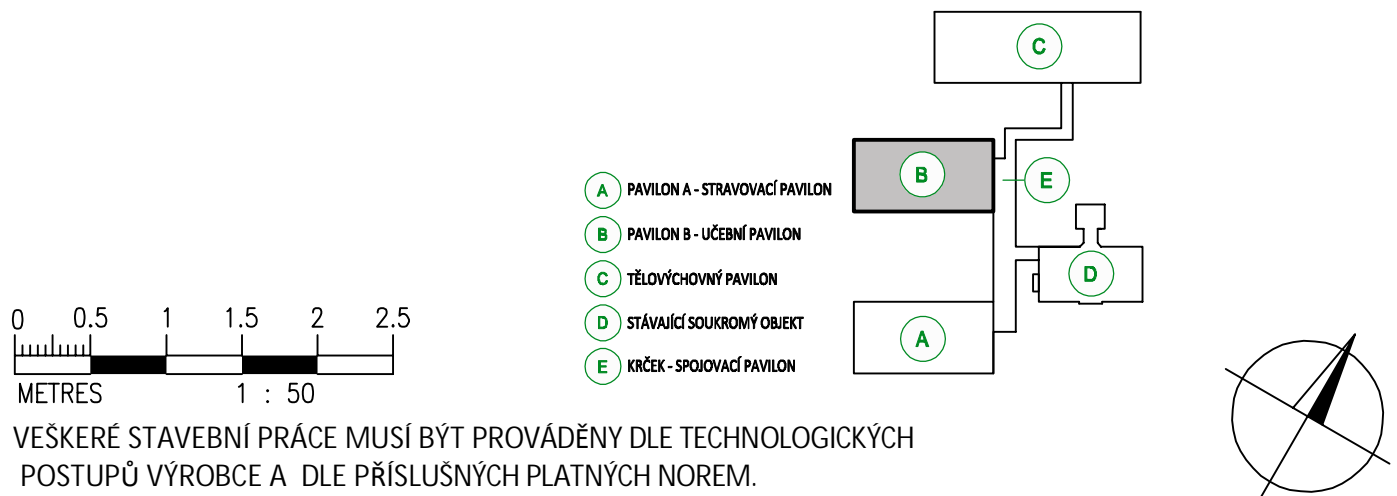 C
B
E
A PAVILON A - STRAVOVACÍ PAVILON
B PAVILON B - UČEBNÍ PAVILON
C TĚLOVÝCHOVNÝ PAVILON
D STÁVAJÍCÍ SOUKROMÝ OBJEKT
E KRČEK - SPOJOVACÍ PAVILON
D
A
0 0.5 1 1.5 2 2.5
METRES 1 : 50
VEŠKERÉ STAVEBNÍ PRÁCE MUSÍ BÝT PROVÁDĚNY DLE TECHNOLOGICKÝCH
POSTUPŮ VÝROBCE A DLE PŘÍSLUŠNÝCH PLATNÝCH NOREM.